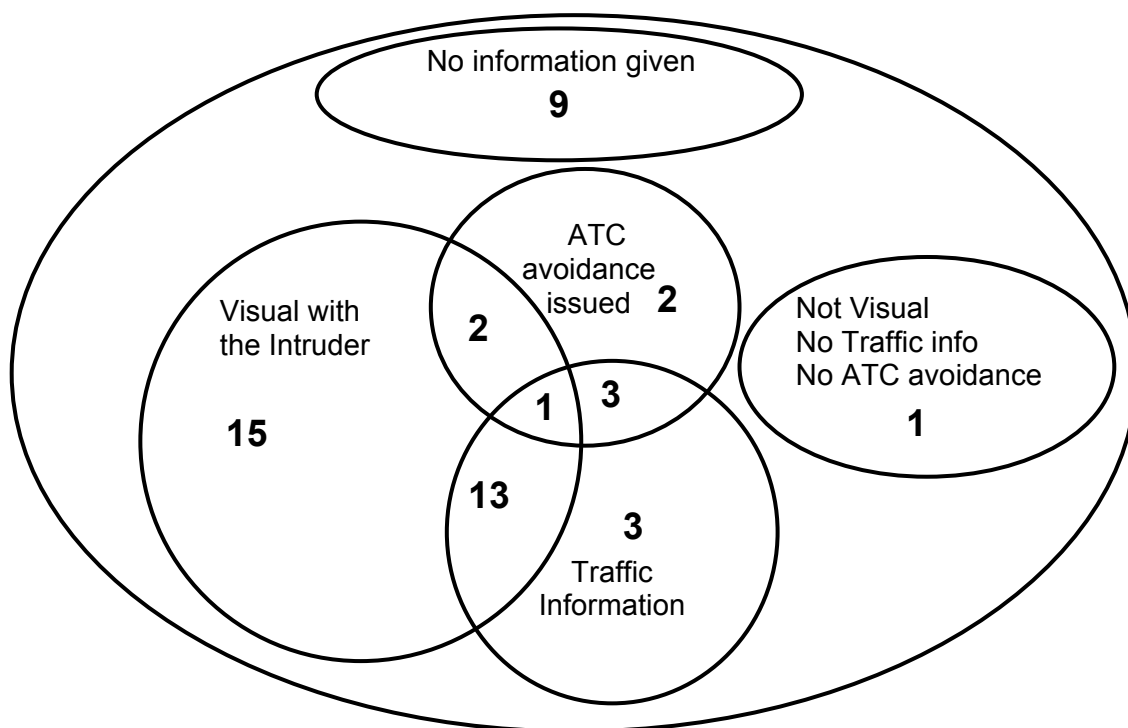 No information given
9
ATC
avoidance
issued
2
Visual with
the Intruder
2
Not Visual
No Traffic info
No ATC avoidance
1
1
3
15
13
3
Traffic
Information